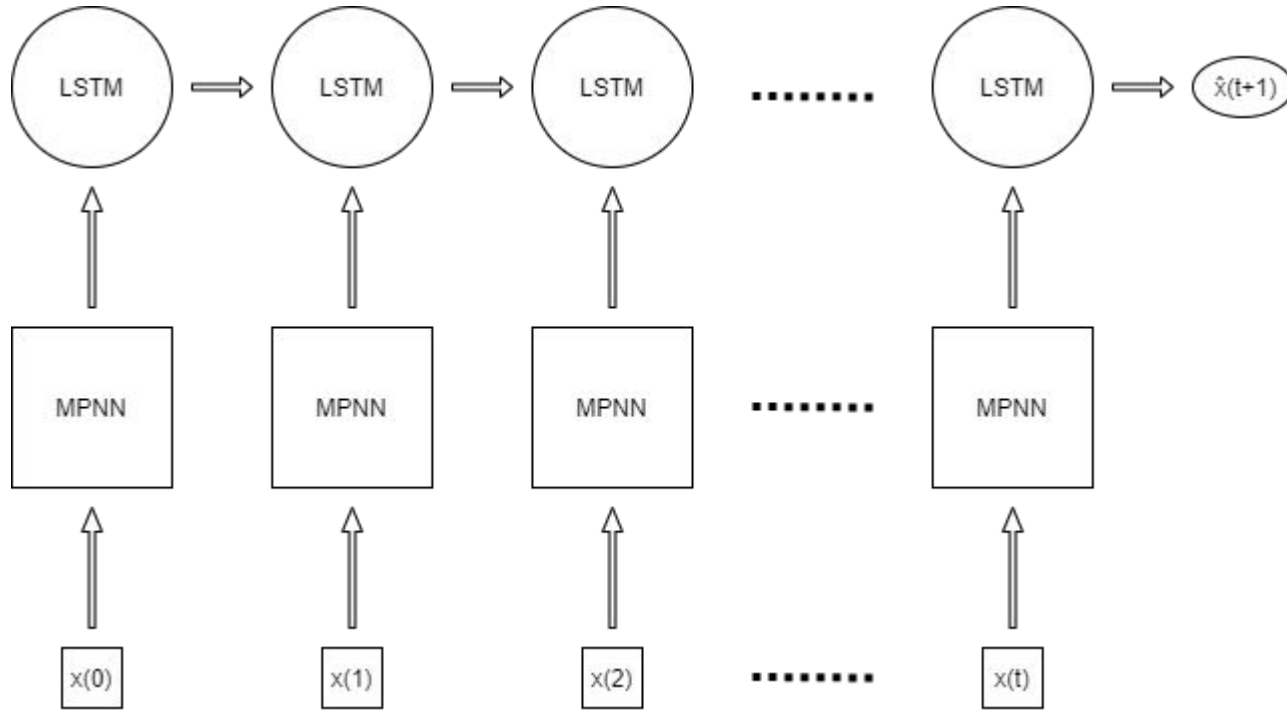 LSTM LSTM LSTM LSTM x̂(t+1)
MPNN MPNN MPNN MPNN
x(0) x(1) x(2) x(t)